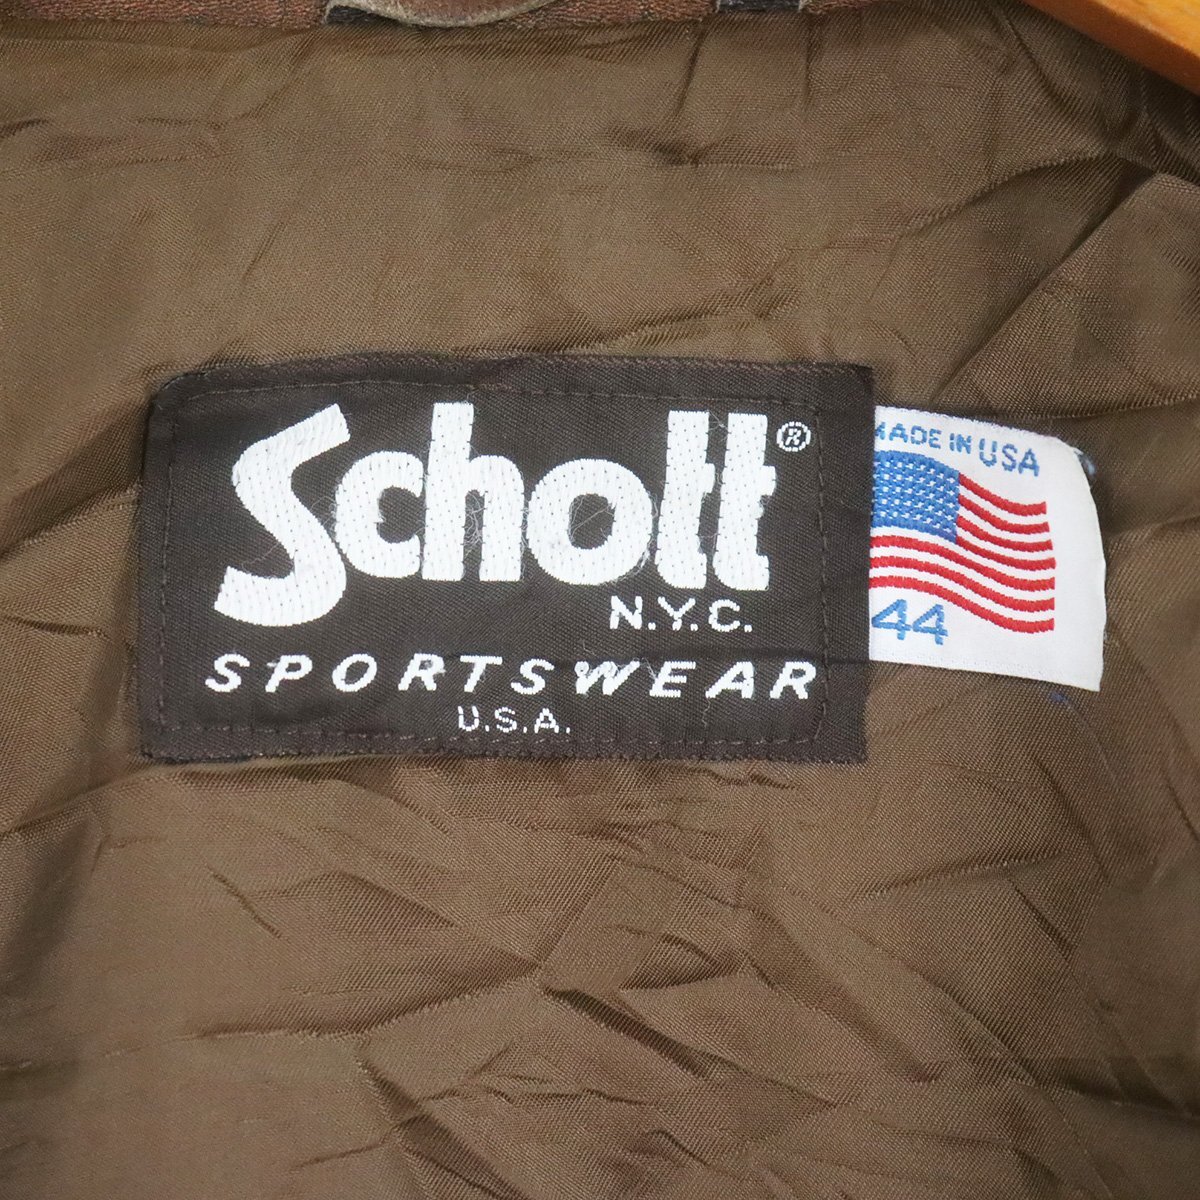 Schott®
N.Y.C.
SPORTSWEAR
U.S.A.
MADE IN USA
44